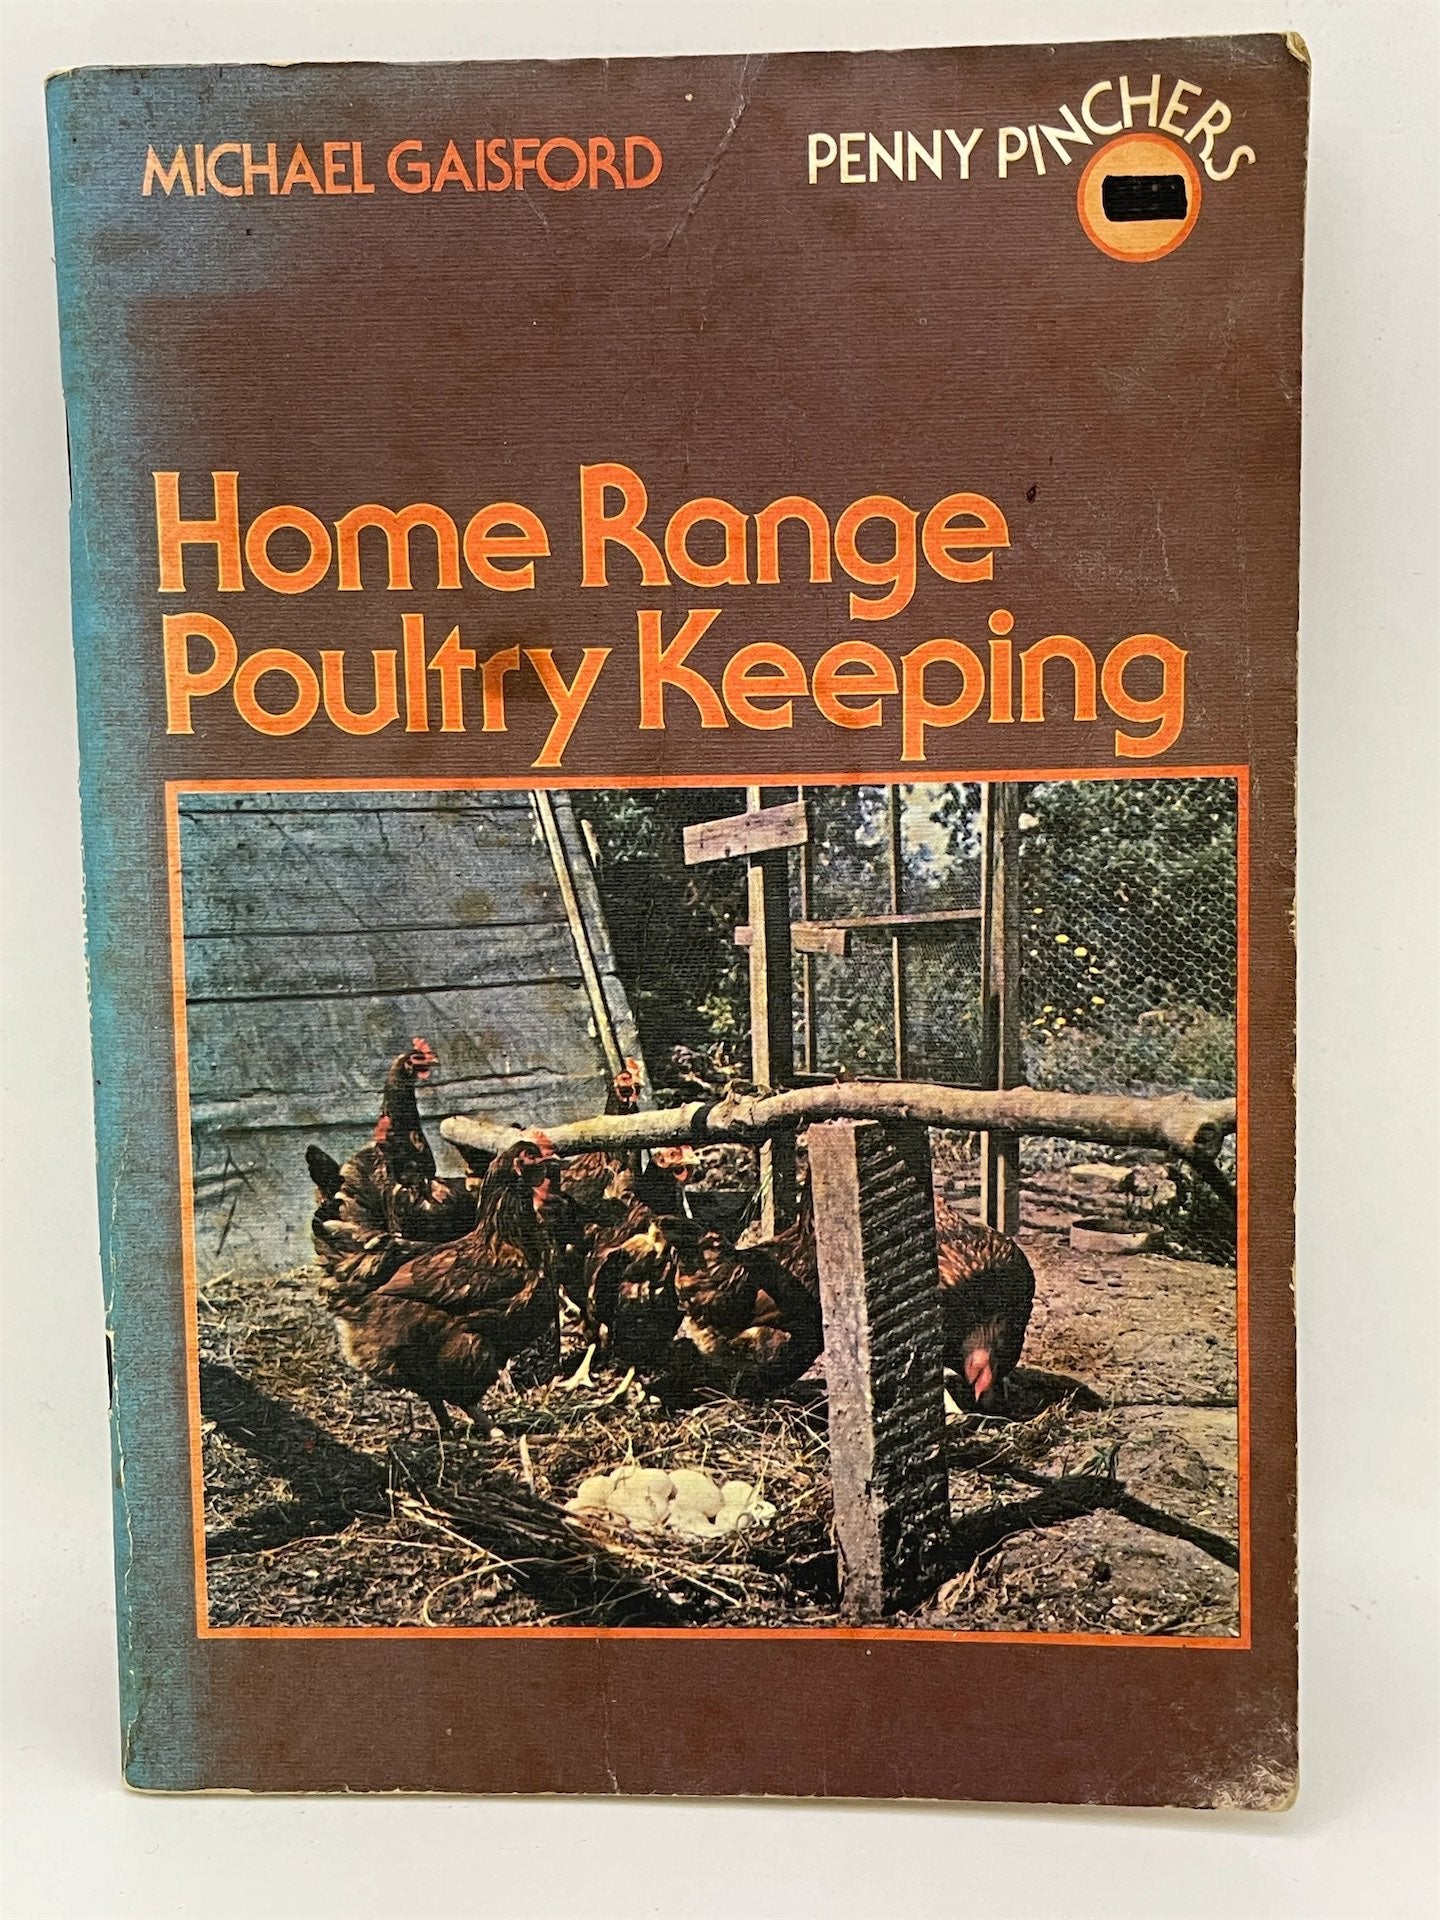 MICHAEL GAISFORD
PENNY PINCHERS
Home Range
Poultry Keeping